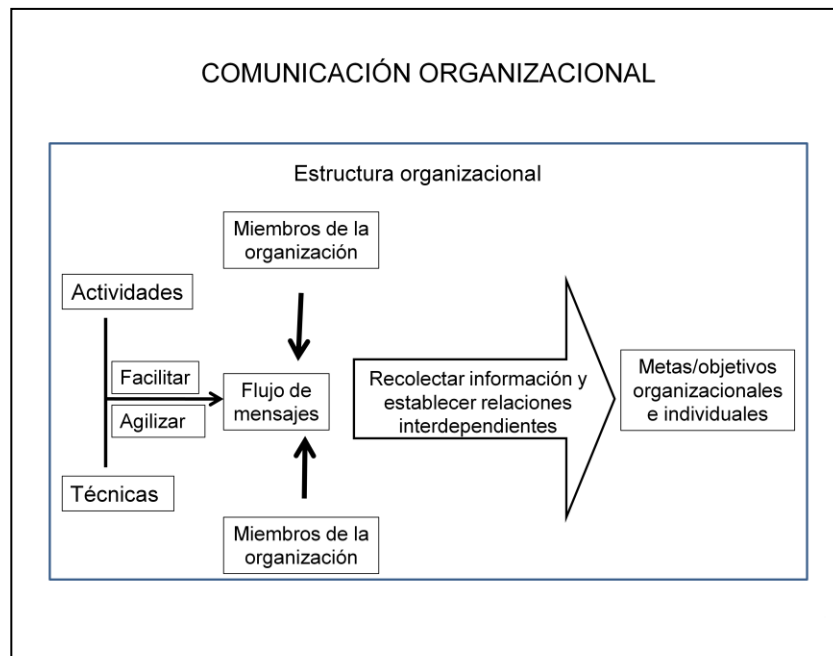 COMUNICACIÓN ORGANIZACIONAL
Estructura organizacional
Miembros de la
organización
Actividades
Facilitar
Agilizar
Técnicas
Flujo de
mensajes
Miembros de la
organización
Recolectar información y
establecer relaciones
interdependientes
Metas/objetivos
organizacionales
e individuales